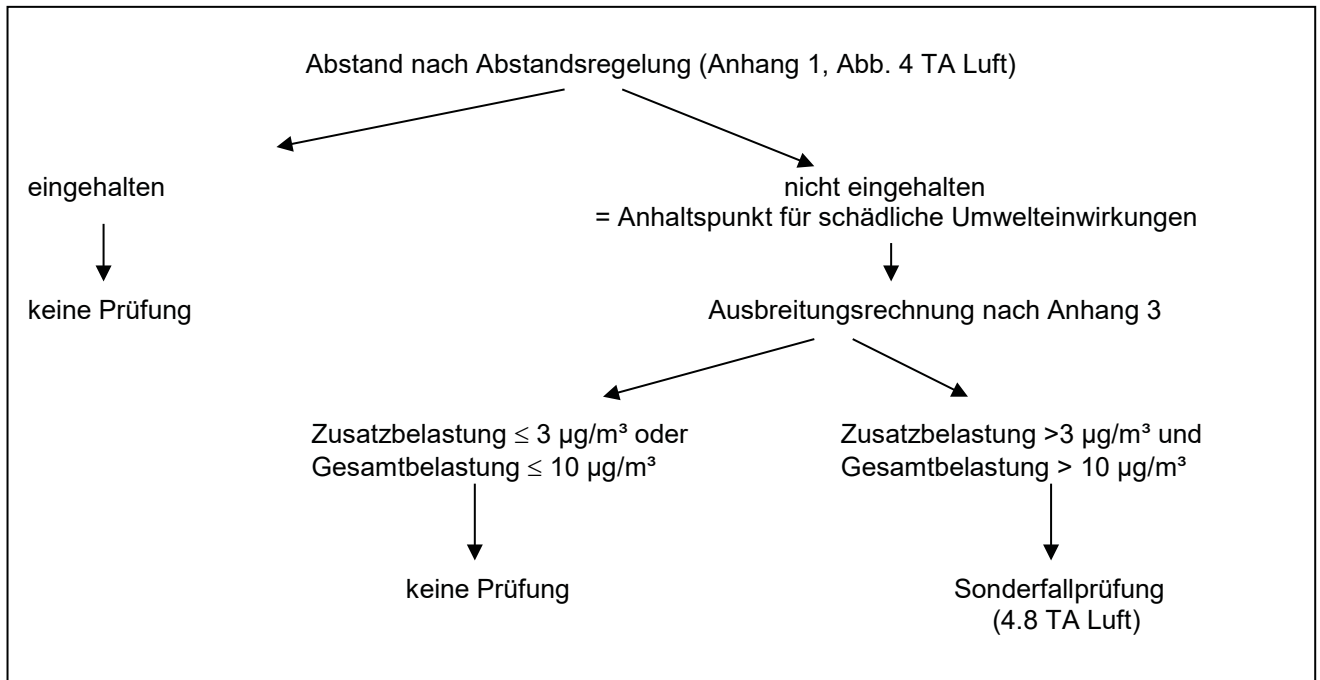 Abstand nach Abstandsregelung (Anhang 1, Abb. 4 TA Luft)
eingehalten
nicht eingehalten
= Anhaltspunkt für schädliche Umwelteinwirkungen
keine Prüfung
Ausbreitungsrechnung nach Anhang 3
Zusatzbelastung ≤ 3 µg/m³ oder
Gesamtbelastung ≤ 10 µg/m³
Zusatzbelastung >3 µg/m³ und
Gesamtbelastung > 10 µg/m³
keine Prüfung
Sonderfallprüfung
(4.8 TA Luft)